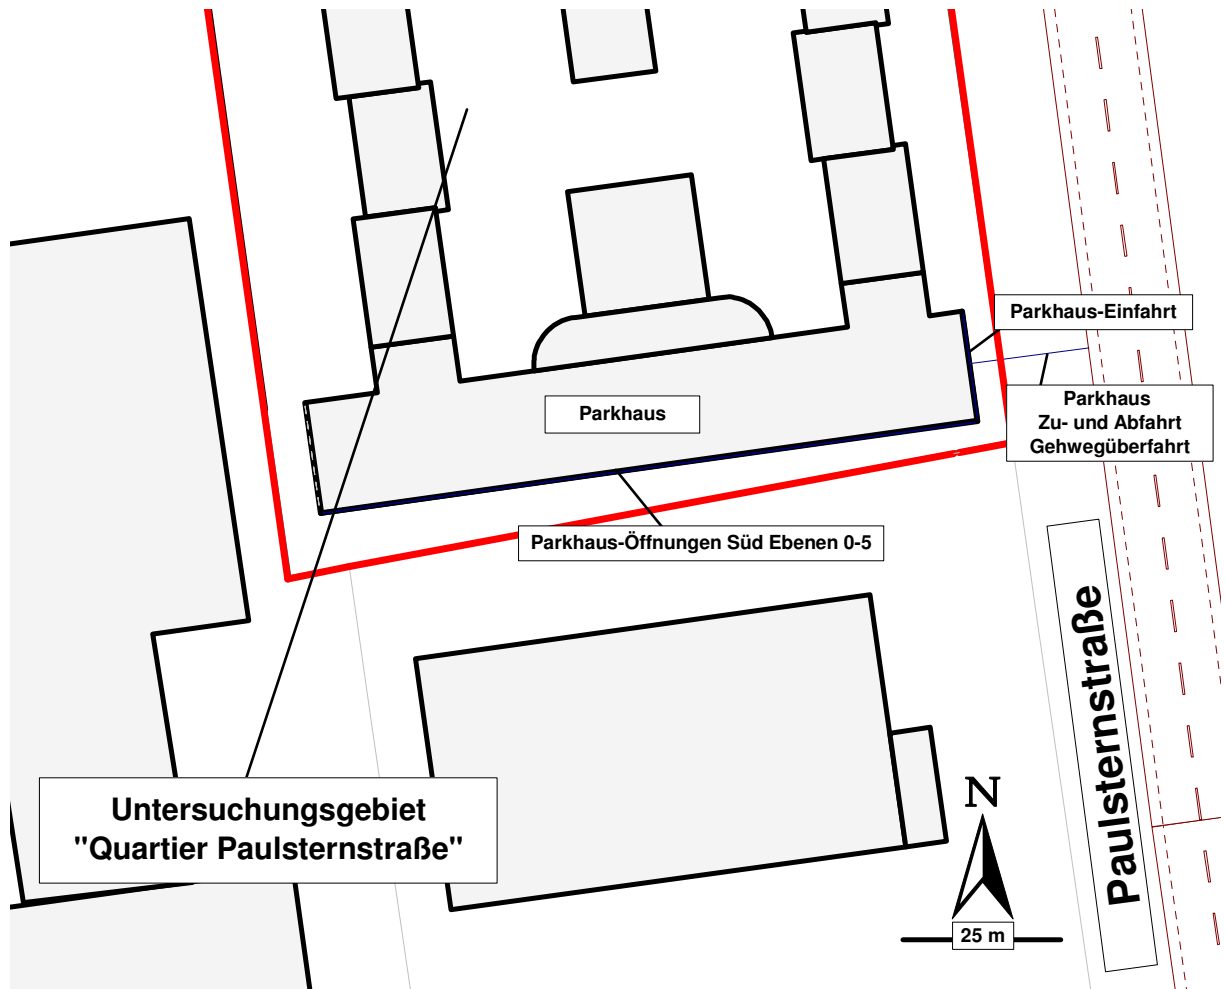 Parkhaus-Einfahrt
Parkhaus
Zu- und Abfahrt
Gehwegüberfahrt
Parkhaus
Parkhaus-Öffnungen Süd Ebenen 0-5
Paulsternstraße
Untersuchungsgebiet
"Quartier Paulsternstraße"
N
25 m